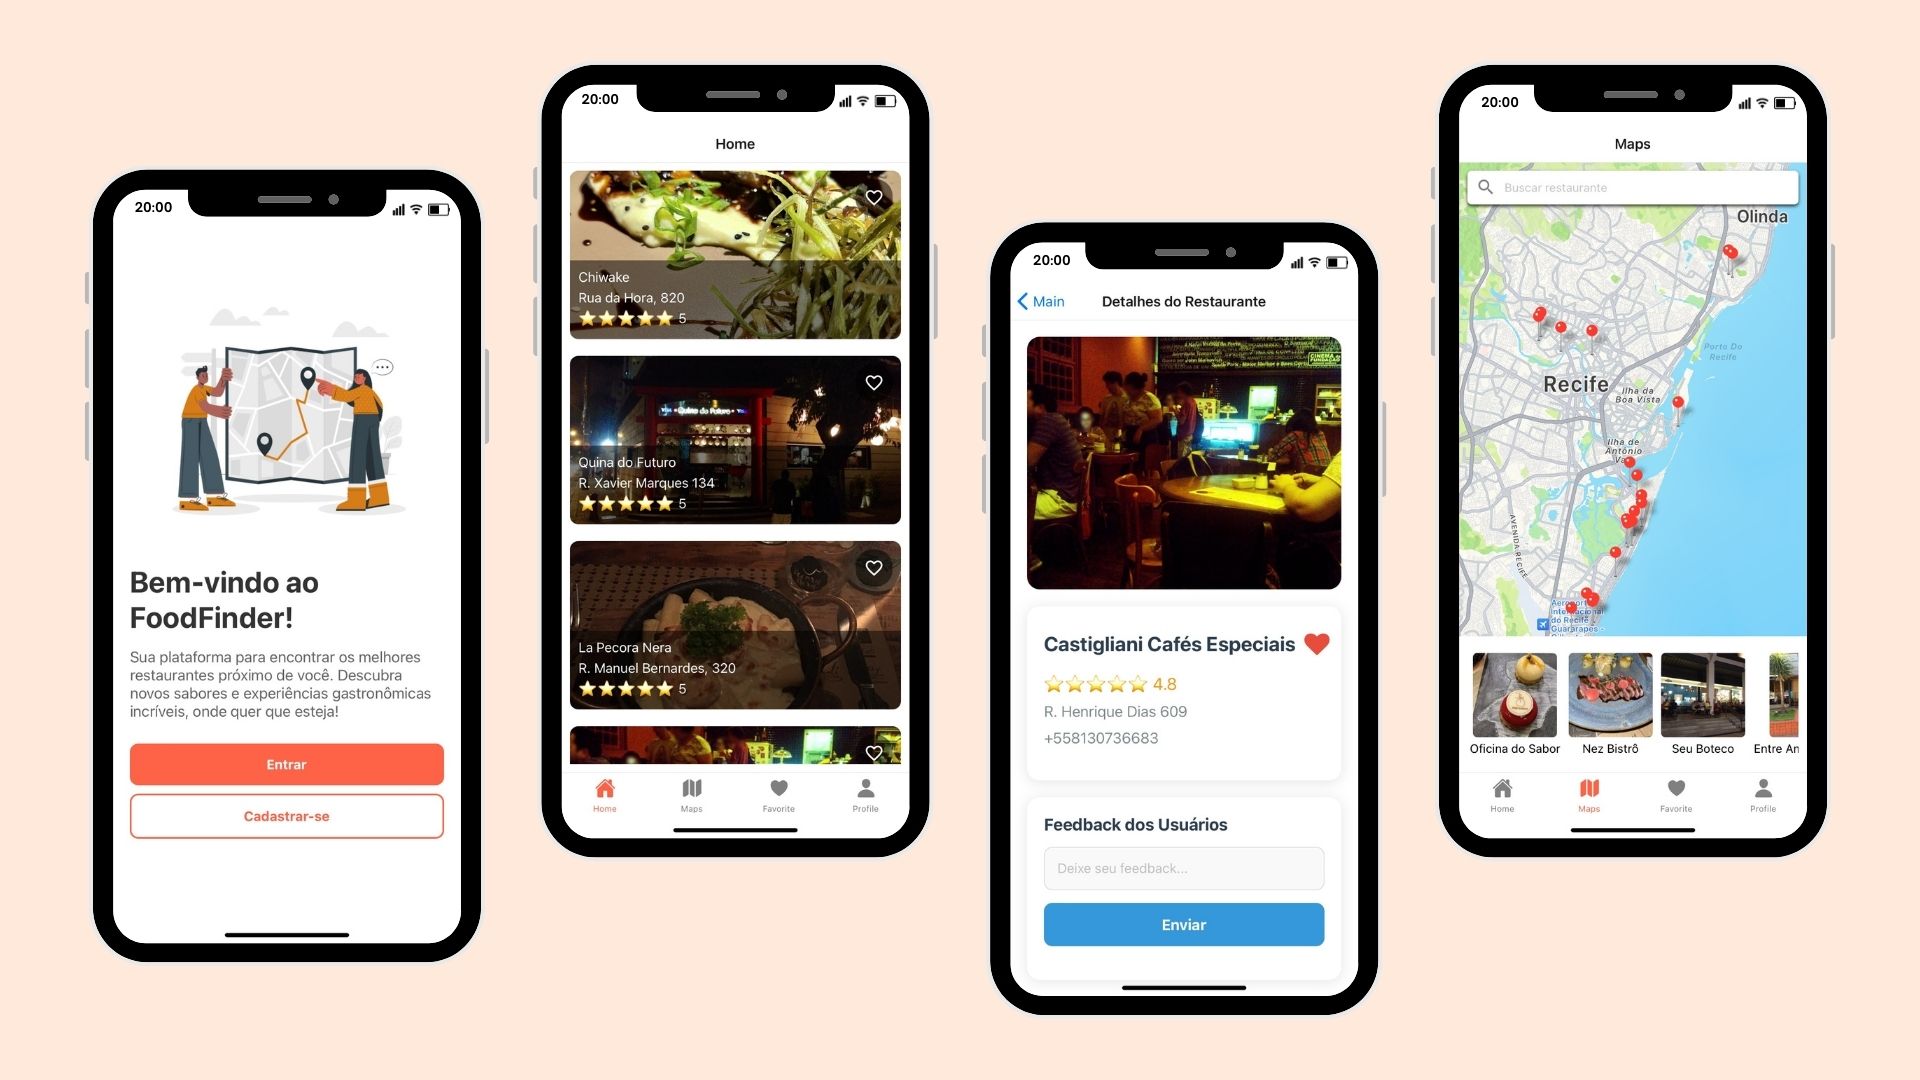 20:00
Bem-vindo ao
FoodFinder!
Sua plataforma para encontrar os melhores
restaurantes próximo de você. Descubra
novos sabores e experiências gastronômicas
incríveis, onde quer que esteja!
Entrar
Cadastrar-se
20:00
Home
Chiwake
Rua da Hora, 820
5
Quina do Futuro
Quina do Futuro
R. Xavier Marques 134
5
La Pecora Nera
R. Manuel Bernardes, 320
5
Home
Maps
Favorite
Profile
20:00
Main
Detalhes do Restaurante
CINEMA
FUNDAÇÃO
Castigliani Cafés Especiais
4.8
R. Henrique Dias 609
+558130736683
Feedback dos Usuários
Deixe seu feedback...
Enviar
20:00
Maps
Buscar restaurante
Olinda
Porto Do
Recife
Recife
Ilha da
Boa Vista
Ilha de
Antônio
AVENIDA RECIFE
do Recife
Guararapes -
Oficina do Sabor
Nez Bistrô
Seu Boteco
Entre An
Home
Maps
Favorite
Profile